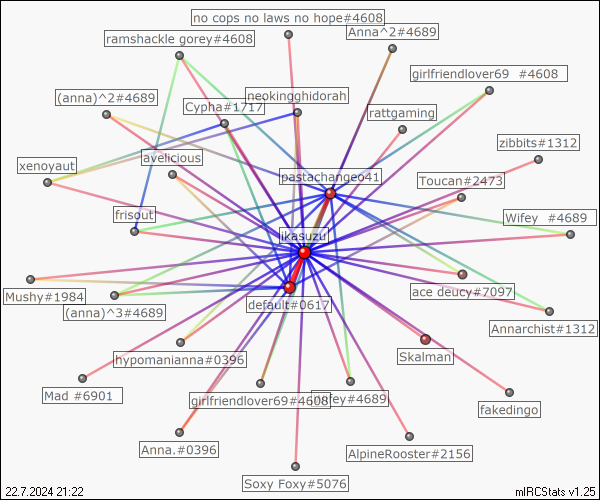 no cops no laws no hope#4608
ramshackle gorey#4608
Anna^2#4689
girlfriendlover69 #4608
(anna)^2#4689
neokingghidorah
Cypha#1717
rattgaming
zibbits#1312
avelicious
xenoyaut
pastachangeo41
Toucan#2473
frisout
Wifey #4689
ikasuzu
ace deucy#7097
Mushy#1984
(anna)^3#4689
default#0617
Annarchist#1312
hypomanianna#0396
Skalman
Mad #6901
girlfriendlover69#4608
#4689
fakedingo
Anna.#0396
AlpineRooster#2156
Soxy Foxy#5076
22.7.2024 21:22
mIRCStats v1.25